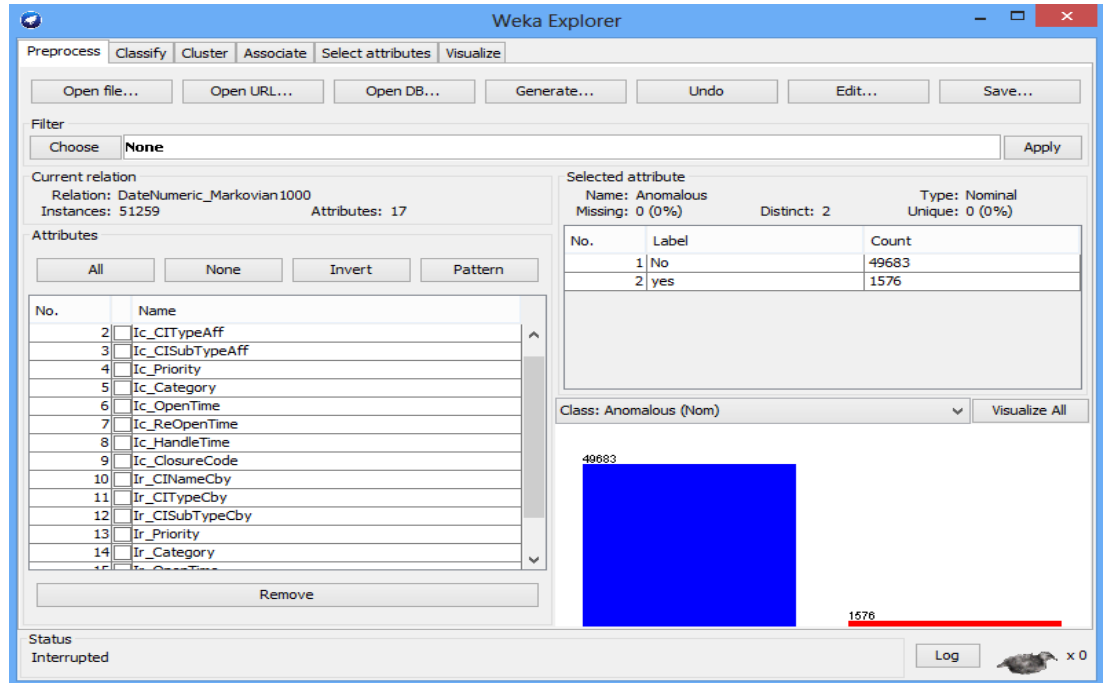 Weka Explorer
Preprocess Classify Cluster Associate Select attributes Visualize
Open file... Open URL... Open DB... Generate... Undo Edit... Save...
Filter
Choose None Apply
Current relation
Relation: DateNumeric_Markovian1000
Instances: 51259 Attributes: 17
Attributes
All None Invert Pattern
No. Name
2 Ic_CITypeAff
3 Ic_CISubTypeAff
4 Ic_Priority
5 Ic_Category
6 Ic_OpenTime
7 Ic_ReOpenTime
8 Ic_HandleTime
9 Ic_ClosureCode
10 Ir_CINameCby
11 Ir_CITypeCby
12 Ir_CISubTypeCby
13 Ir_Priority
14 Ir_Category
15 Ir_OpenTime
Remove
Selected attribute
Name: Anomalous Type: Nominal
Missing: 0 (0%) Distinct: 2 Unique: 0 (0%)
No. Label Count
1 No 49683
2 yes 1576
Class: Anomalous (Nom) Visualize All
49683
1576
Status
Interrupted
Log x 0